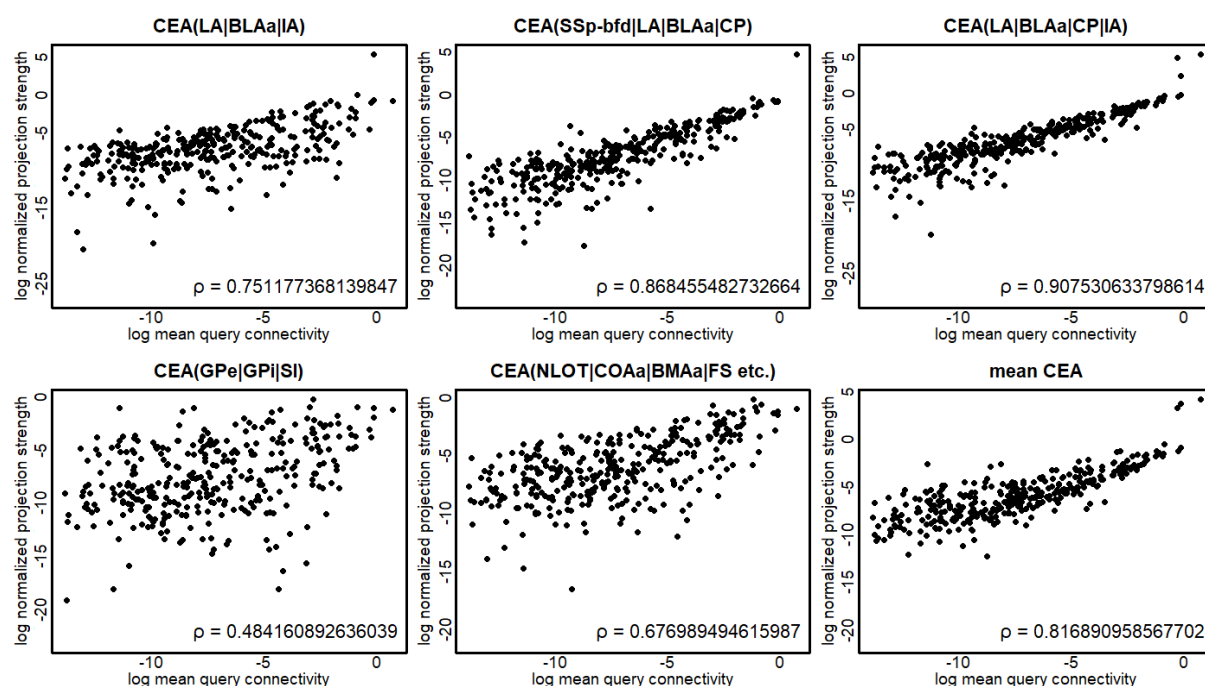 CEA(LA|BLAa|IA)
log normalized projection strength
5
0
-5
-15
-25
ρ = 0.751177368139847
-10
-5
0
log mean query connectivity
CEA(SSp-bfd|LA|BLAa|CP)
log normalized projection strength
5
0
-5
-10
-15
-20
ρ = 0.868455482732664
-10
-5
0
log mean query connectivity
CEA(LA|BLAa|CP|IA)
log normalized projection strength
5
0
-5
-15
-25
ρ = 0.907530633798614
-10
-5
0
log mean query connectivity
CEA(GPe|GPi|SI)
log normalized projection strength
0
-5
-10
-15
-20
ρ = 0.484160892636039
-10
-5
0
log mean query connectivity
CEA(NLOT|COAa|BMAa|FS etc.)
log normalized projection strength
0
-5
-10
-15
-20
ρ = 0.676989494615987
-10
-5
0
log mean query connectivity
mean CEA
log normalized projection strength
5
0
-5
-10
-15
-20
ρ = 0.816890958567702
-10
-5
0
log mean query connectivity